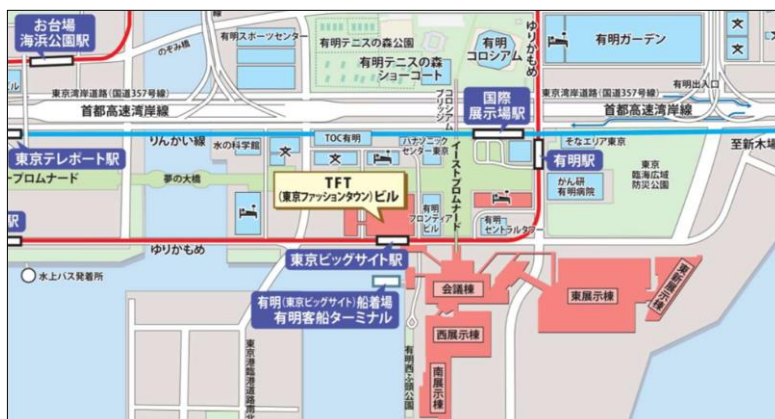 お台場
海浜公園駅
のぞみ橋
有明スポーツセンター
有明テニスの森公園
有明テニスの森
ショーコート
有明
コロシアム
ゆりかもめ
有明ガーデン
東京湾岸道路(国道357号線)
首都高速湾岸線
コロシアム
ブリッジ
国際
展示場駅
東京湾岸道路(国道357号線)
首都高速湾岸線
有明出入口
ビル
東京テレポート駅
りんかい線
水の科学館
TOC有明
パナソニック
センター東京
イーストプロムナード
有明駅
そなエリア東京
至新木場
ープロムナード
夢の大橋
TFT
(東京ファッションタウン)ビル
がん研
有明病院
東京
臨海広域
防災公園
駅
有明
フロンティア
ビル
有明
セントラルタワー
ゆりかもめ
東京ビッグサイト駅
水上バス発着所
有明(東京ビッグサイト)船着場
有明客船ターミナル
会議棟
東展示棟
東新展示棟
西展示棟
南展示棟
有明西ふ頭公園
東京港臨港道路南北